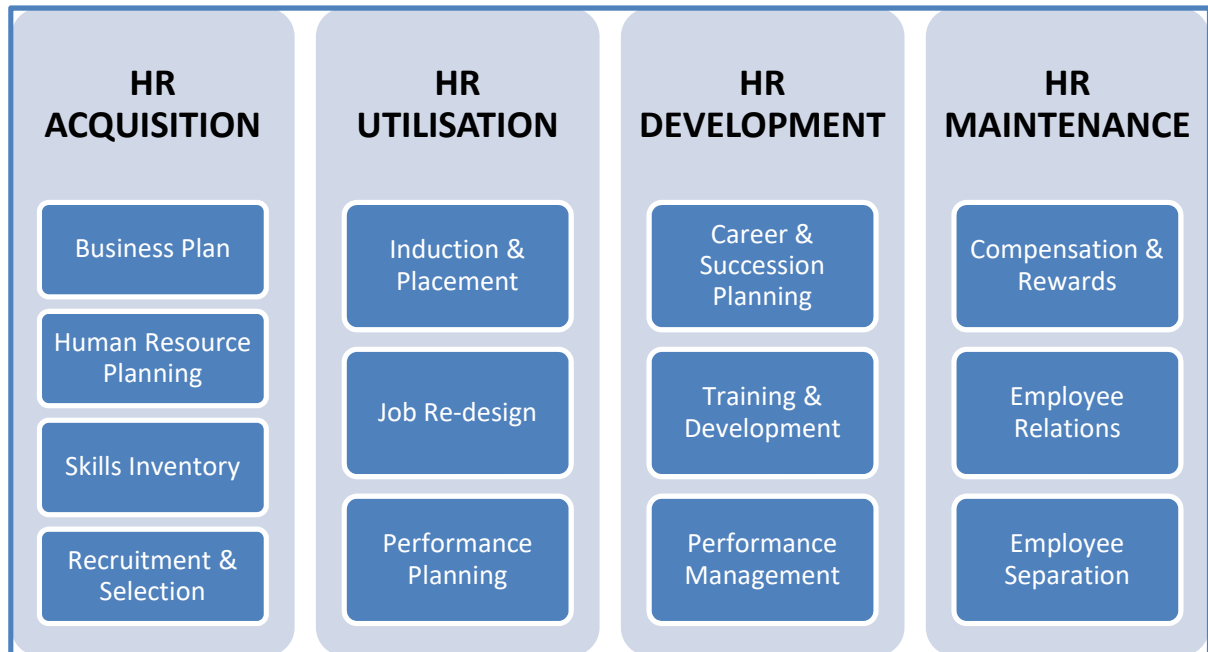 HR
ACQUISITION
Business Plan
Human Resource
Planning
Skills Inventory
Recruitment &
Selection
HR
UTILISATION
Induction &
Placement
Job Re-design
Performance
Planning
HR
DEVELOPMENT
Career &
Succession
Planning
Training &
Development
Performance
Management
HR
MAINTENANCE
Compensation &
Rewards
Employee
Relations
Employee
Separation